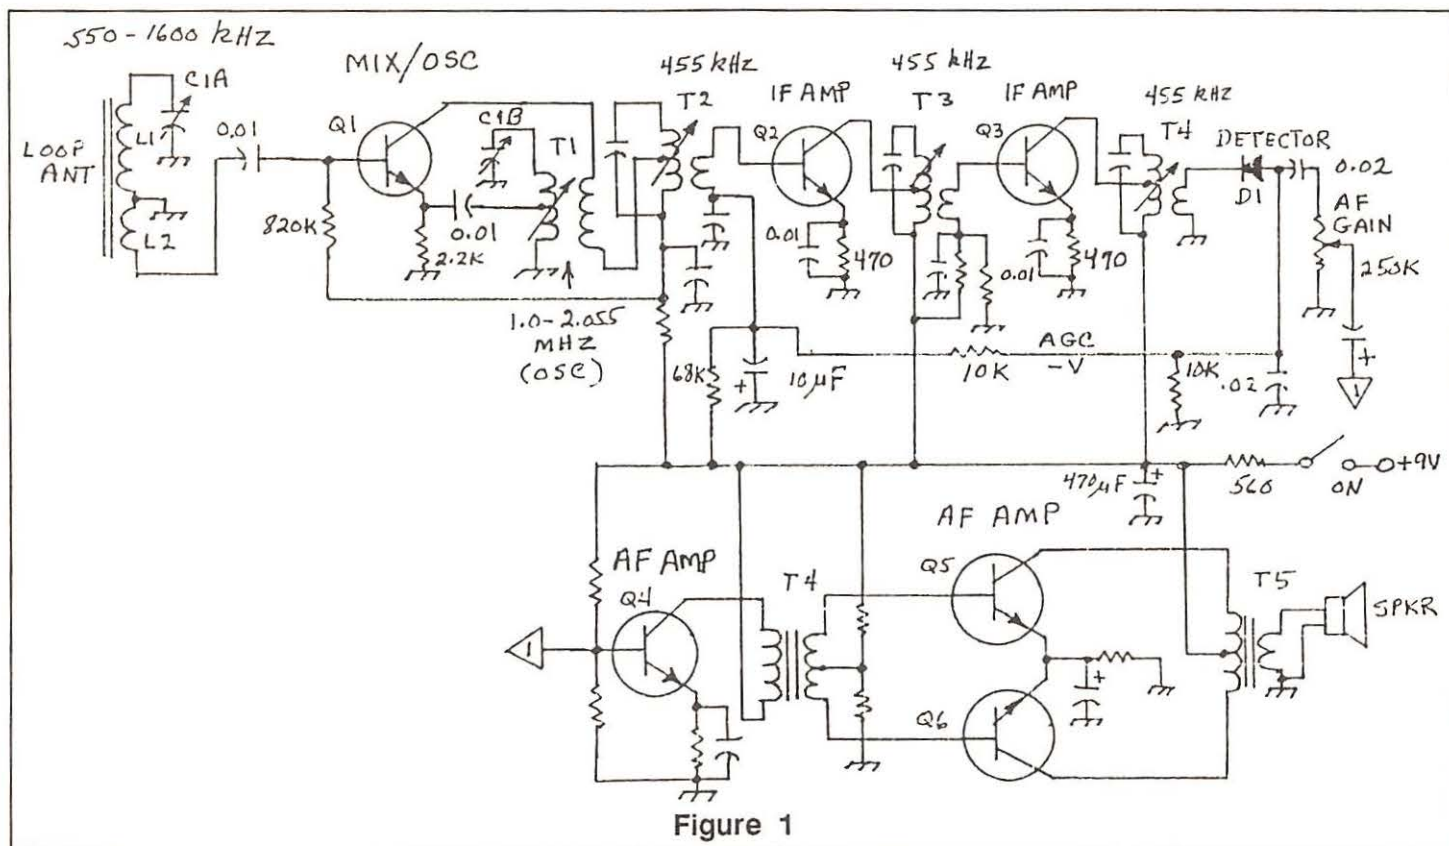 550-1600 kHz
MIX/OSC
C1A
L1
LOOP
ANT
L2
0.01
Q1
820K
2.2K
0.01
C1B
T1
1.0-2.055
MHZ
(OSC)
455 kHz
T2
IF AMP
Q2
0.01
470
455 kHz
T3
IF AMP
Q3
0.01
470
455 kHz
T4
DETECTOR
D1
0.02
AF
GAIN
250K
+
1
68K
+
10µF
10K
AGC
-V
10K
.02
470µF
+
560
ON
+9V
AF AMP
Q4
1
T4
AF AMP
Q5
Q6
+
T5
SPKR
Figure 1